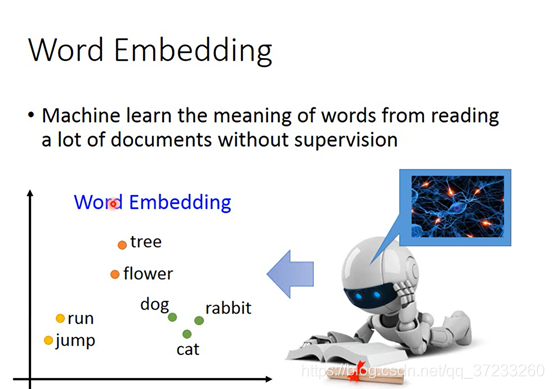 Word Embedding
• Machine learn the meaning of words from reading
a lot of documents without supervision
Word Embedding
tree
flower
dog
rabbit
run
cat
jump
https://blog.csdn.net/qq_37233260